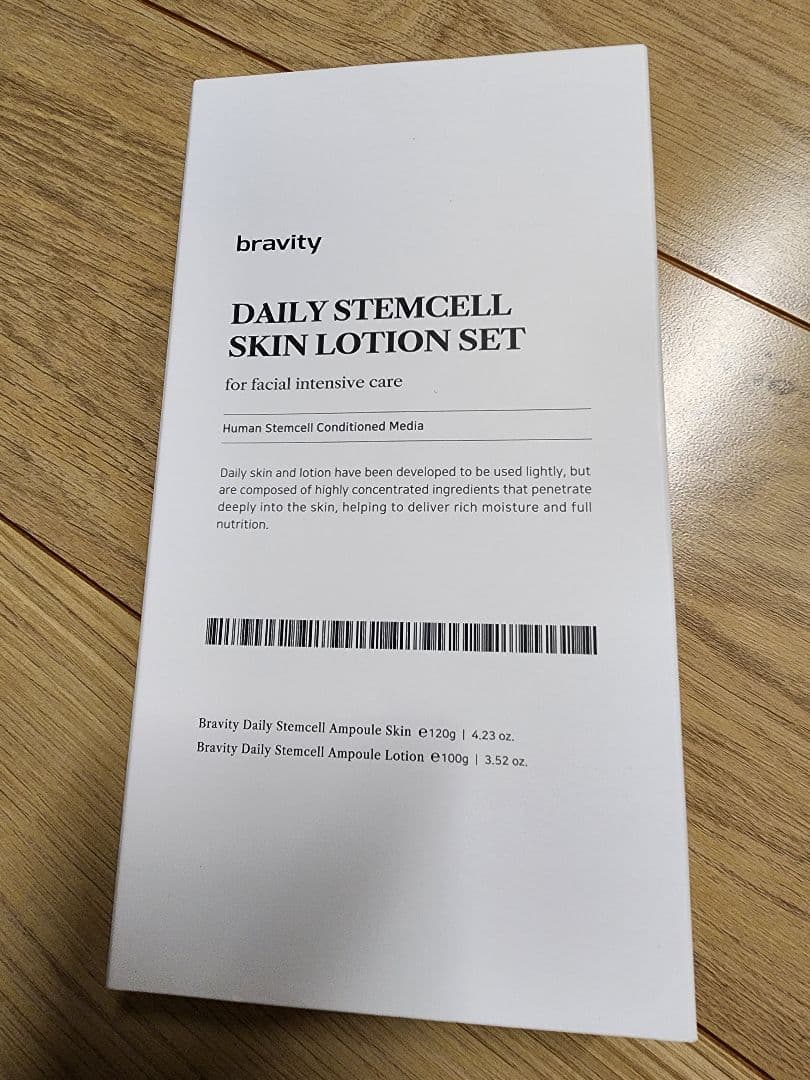 bravity
DAILY STEMCELL
SKIN LOTION SET
for facial intensive care
Human Stemcell Conditioned Media
Daily skin and lotion have been developed to be used lightly, but
are composed of highly concentrated ingredients that penetrate
deeply into the skin, helping to deliver rich moisture and full
nutrition.
Bravity Daily Stemcell Ampoule Skin ℮120g | 4.23 oz.
Bravity Daily Stemcell Ampoule Lotion ℮100g | 3.52 oz.